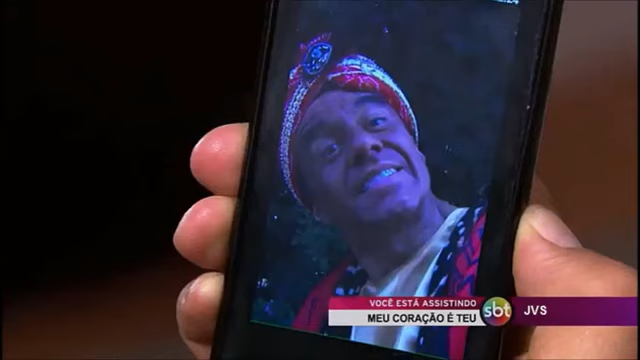 VOCÊ ESTÁ ASSISTINDO
MEU CORAÇÃO É TEU
sbt
JVS